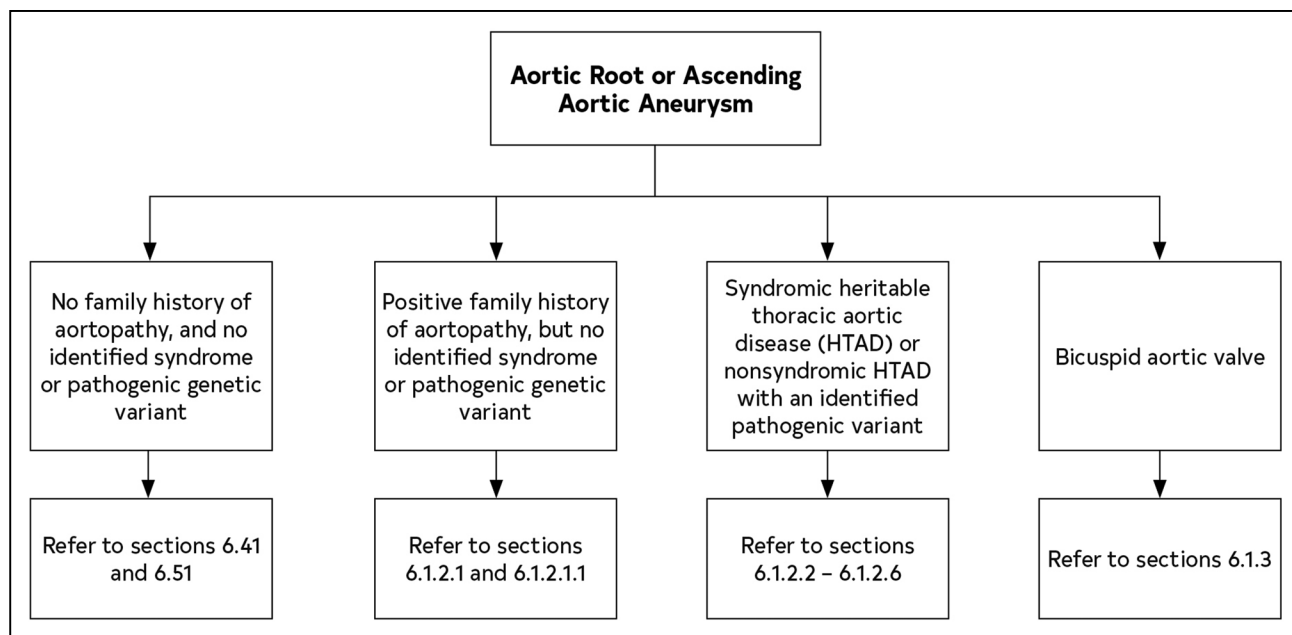 Aortic Root or Ascending
Aortic Aneurysm
No family history of
aortopathy, and no
identified syndrome
or pathogenic genetic
variant
Positive family history
of aortopathy, but no
identified syndrome
or pathogenic genetic
variant
Syndromic heritable
thoracic aortic
disease (HTAD) or
nonsyndromic HTAD
with an identified
pathogenic variant
Bicuspid aortic valve
Refer to sections 6.41
and 6.51
Refer to sections
6.1.2.1 and 6.1.2.1.1
Refer to sections
6.1.2.2 – 6.1.2.6
Refer to sections 6.1.3